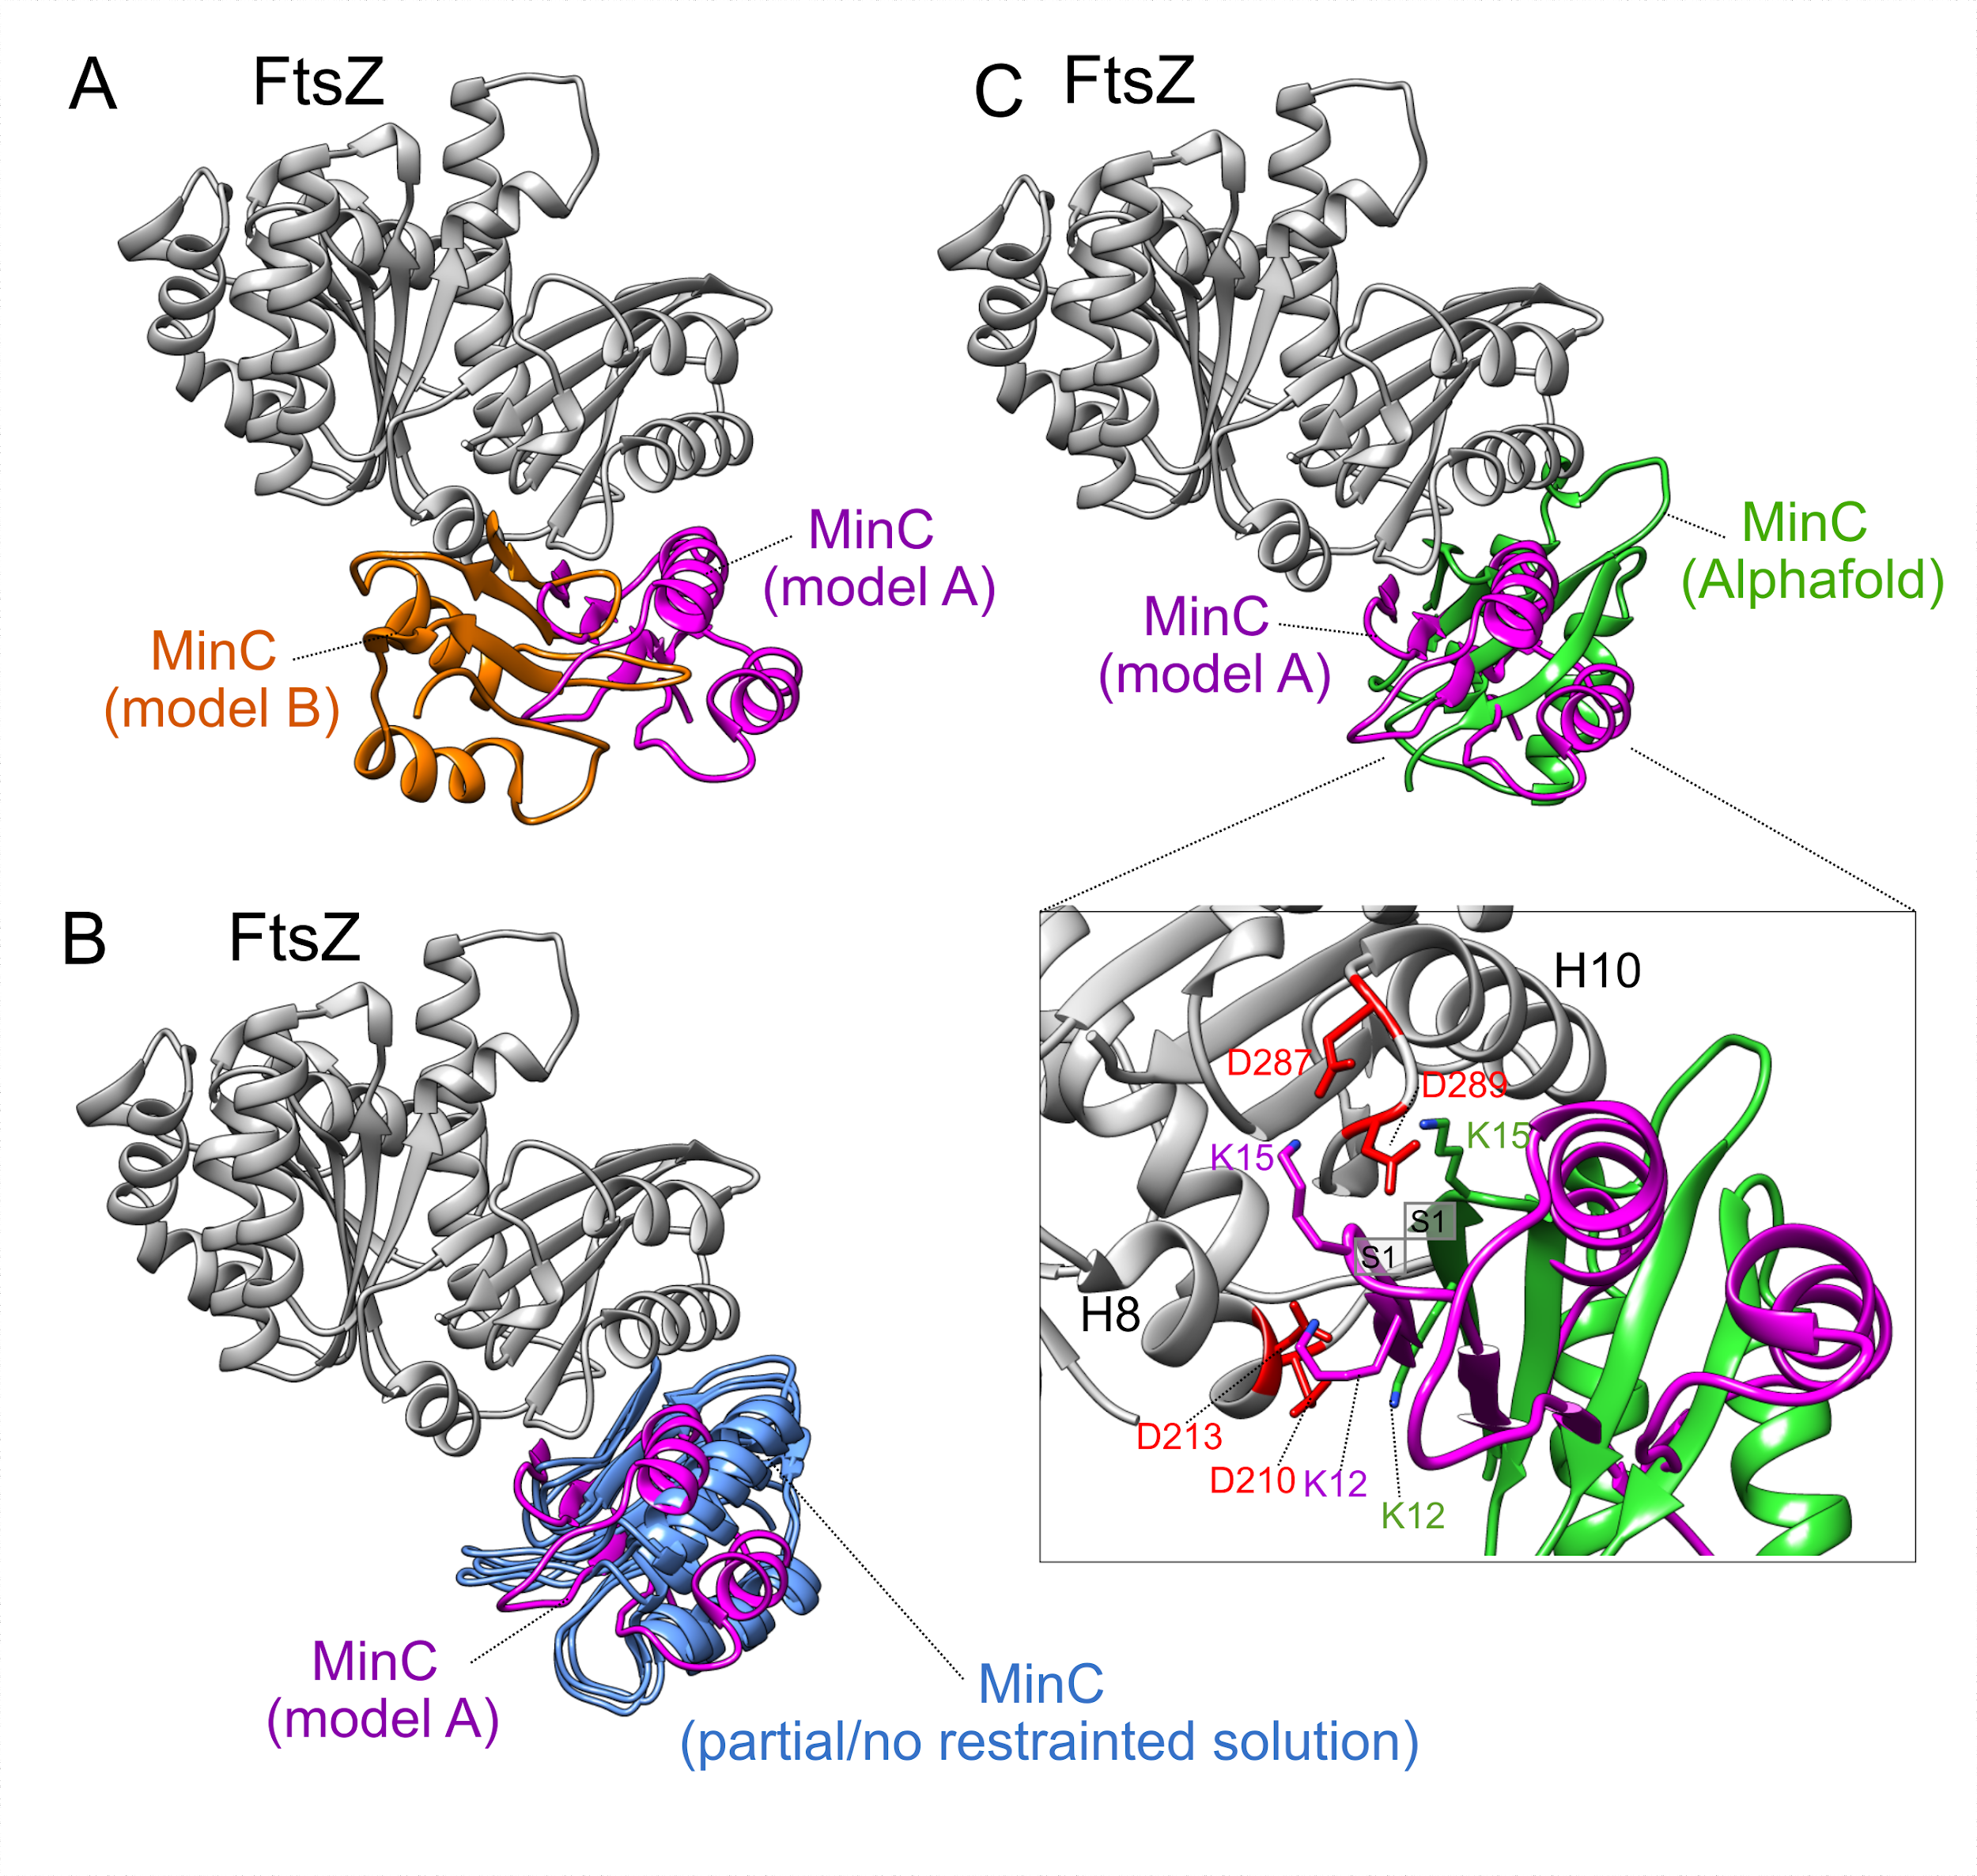 A
FtsZ
MinC
(model A)
MinC
(model B)
B
FtsZ
MinC
(model A)
MinC
(partial/no restrainted solution)
C
FtsZ
MinC
(Alphafold)
MinC
(model A)
H10
D287
D289
K15
K15
S1
S1
H8
D213
D210
K12
K12